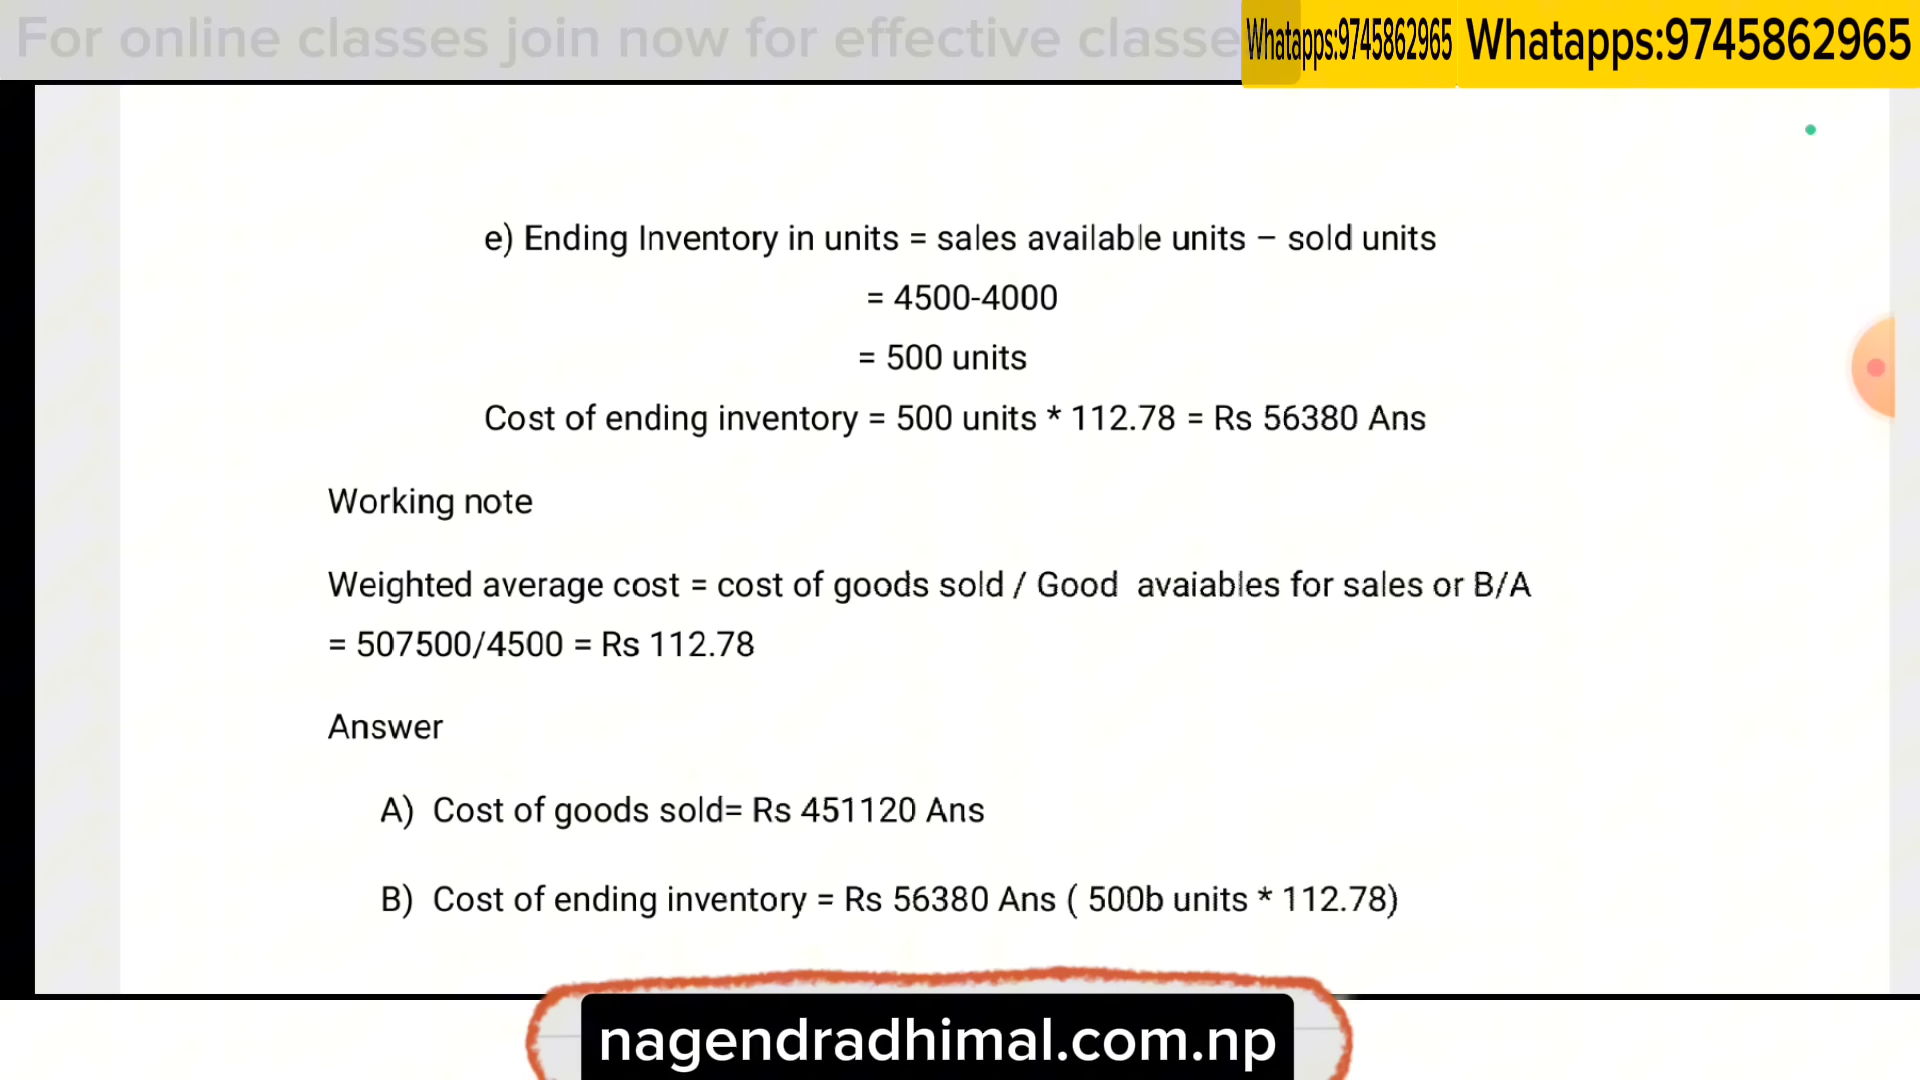 For online classes join now for effective classe
Whatapps:9745862965 Whatapps:9745862965
e) Ending Inventory in units = sales available units – sold units
= 4500-4000
= 500 units
Cost of ending inventory = 500 units * 112.78 = Rs 56380 Ans
Working note
Weighted average cost = cost of goods sold / Good avaiables for sales or B/A
= 507500/4500 = Rs 112.78
Answer
A) Cost of goods sold= Rs 451120 Ans
B) Cost of ending inventory = Rs 56380 Ans ( 500b units * 112.78)
nagendradhimal.com.np